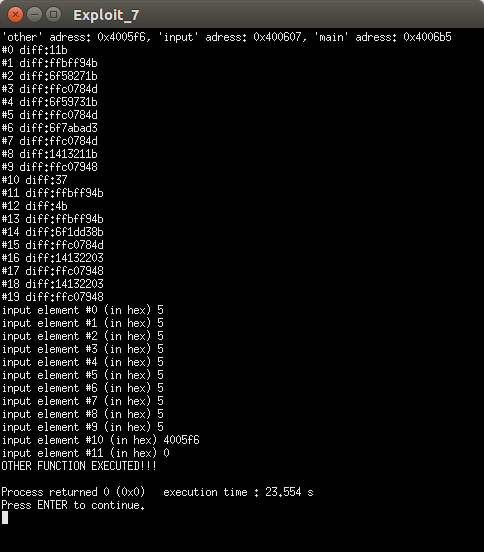 Exploit_7
'other' adress: 0x4005f6, 'input' adress: 0x400607, 'main' adress: 0x4006b5
#0 diff:11b
#1 diff:ffbff94b
#2 diff:6f58271b
#3 diff:ffc0784d
#4 diff:6f59731b
#5 diff:ffc0784d
#6 diff:6f7abad3
#7 diff:ffc0784d
#8 diff:1413211b
#9 diff:ffc07948
#10 diff:37
#11 diff:ffbff94b
#12 diff:4b
#13 diff:ffbff94b
#14 diff:6f1dd38b
#15 diff:ffc0784d
#16 diff:14132203
#17 diff:ffc07948
#18 diff:14132203
#19 diff:ffc07948
input element #0 (in hex) 5
input element #1 (in hex) 5
input element #2 (in hex) 5
input element #3 (in hex) 5
input element #4 (in hex) 5
input element #5 (in hex) 5
input element #6 (in hex) 5
input element #7 (in hex) 5
input element #8 (in hex) 5
input element #9 (in hex) 5
input element #10 (in hex) 4005f6
input element #11 (in hex) 0
OTHER FUNCTION EXECUTED!!!
Process returned 0 (0x0)   execution time : 23.554 s
Press ENTER to continue.